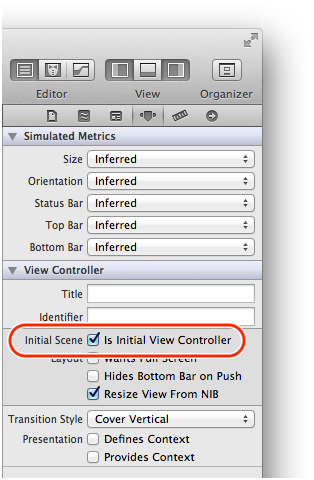 Editor View Organizer
Simulated Metrics
Size Inferred
Orientation Inferred
Status Bar Inferred
Top Bar Inferred
Bottom Bar Inferred
View Controller
Title
Identifier
Initial Scene Is Initial View Controller
Layout Wants Full Screen
Hides Bottom Bar on Push
Resize View From NIB
Transition Style Cover Vertical
Presentation Defines Context
Provides Context